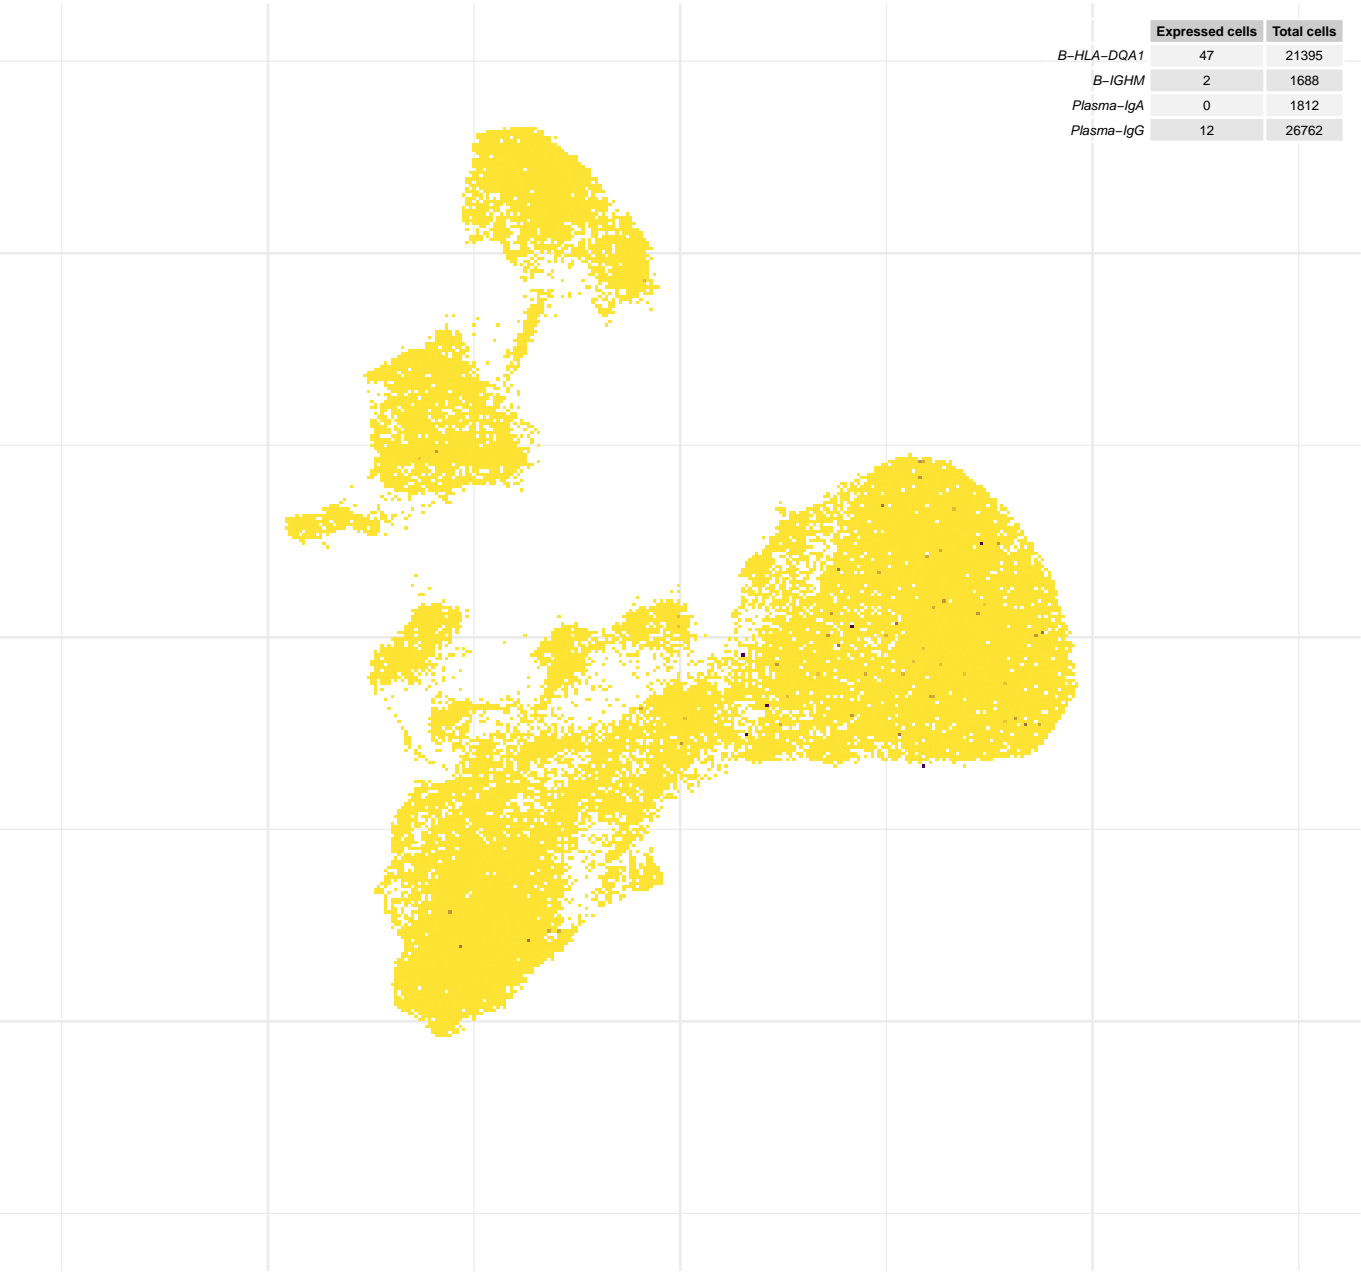 Expressed cells Total cells
B−HLA−DQA1 47 21395
B−IGHM 2 1688
Plasma−IgA 0 1812
Plasma−IgG 12 26762